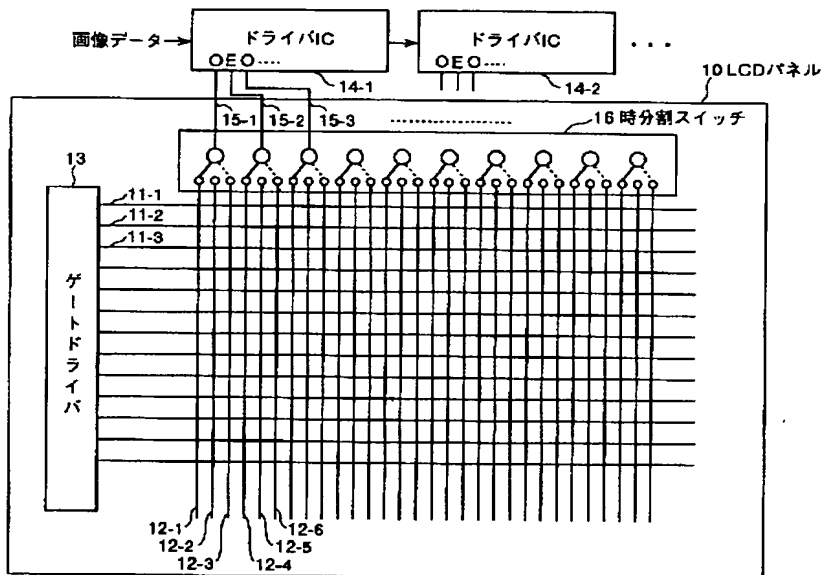 画像データ
ドライバIC
O E O ‥‥
14-1
ドライバIC
O E O ‥‥
14-2
・・・
10 LCDパネル
15-1
15-2
15-3
16 時分割スイッチ
13
ゲートドライバ
11-1
11-2
11-3
12-1
12-2
12-3
12-4
12-5
12-6